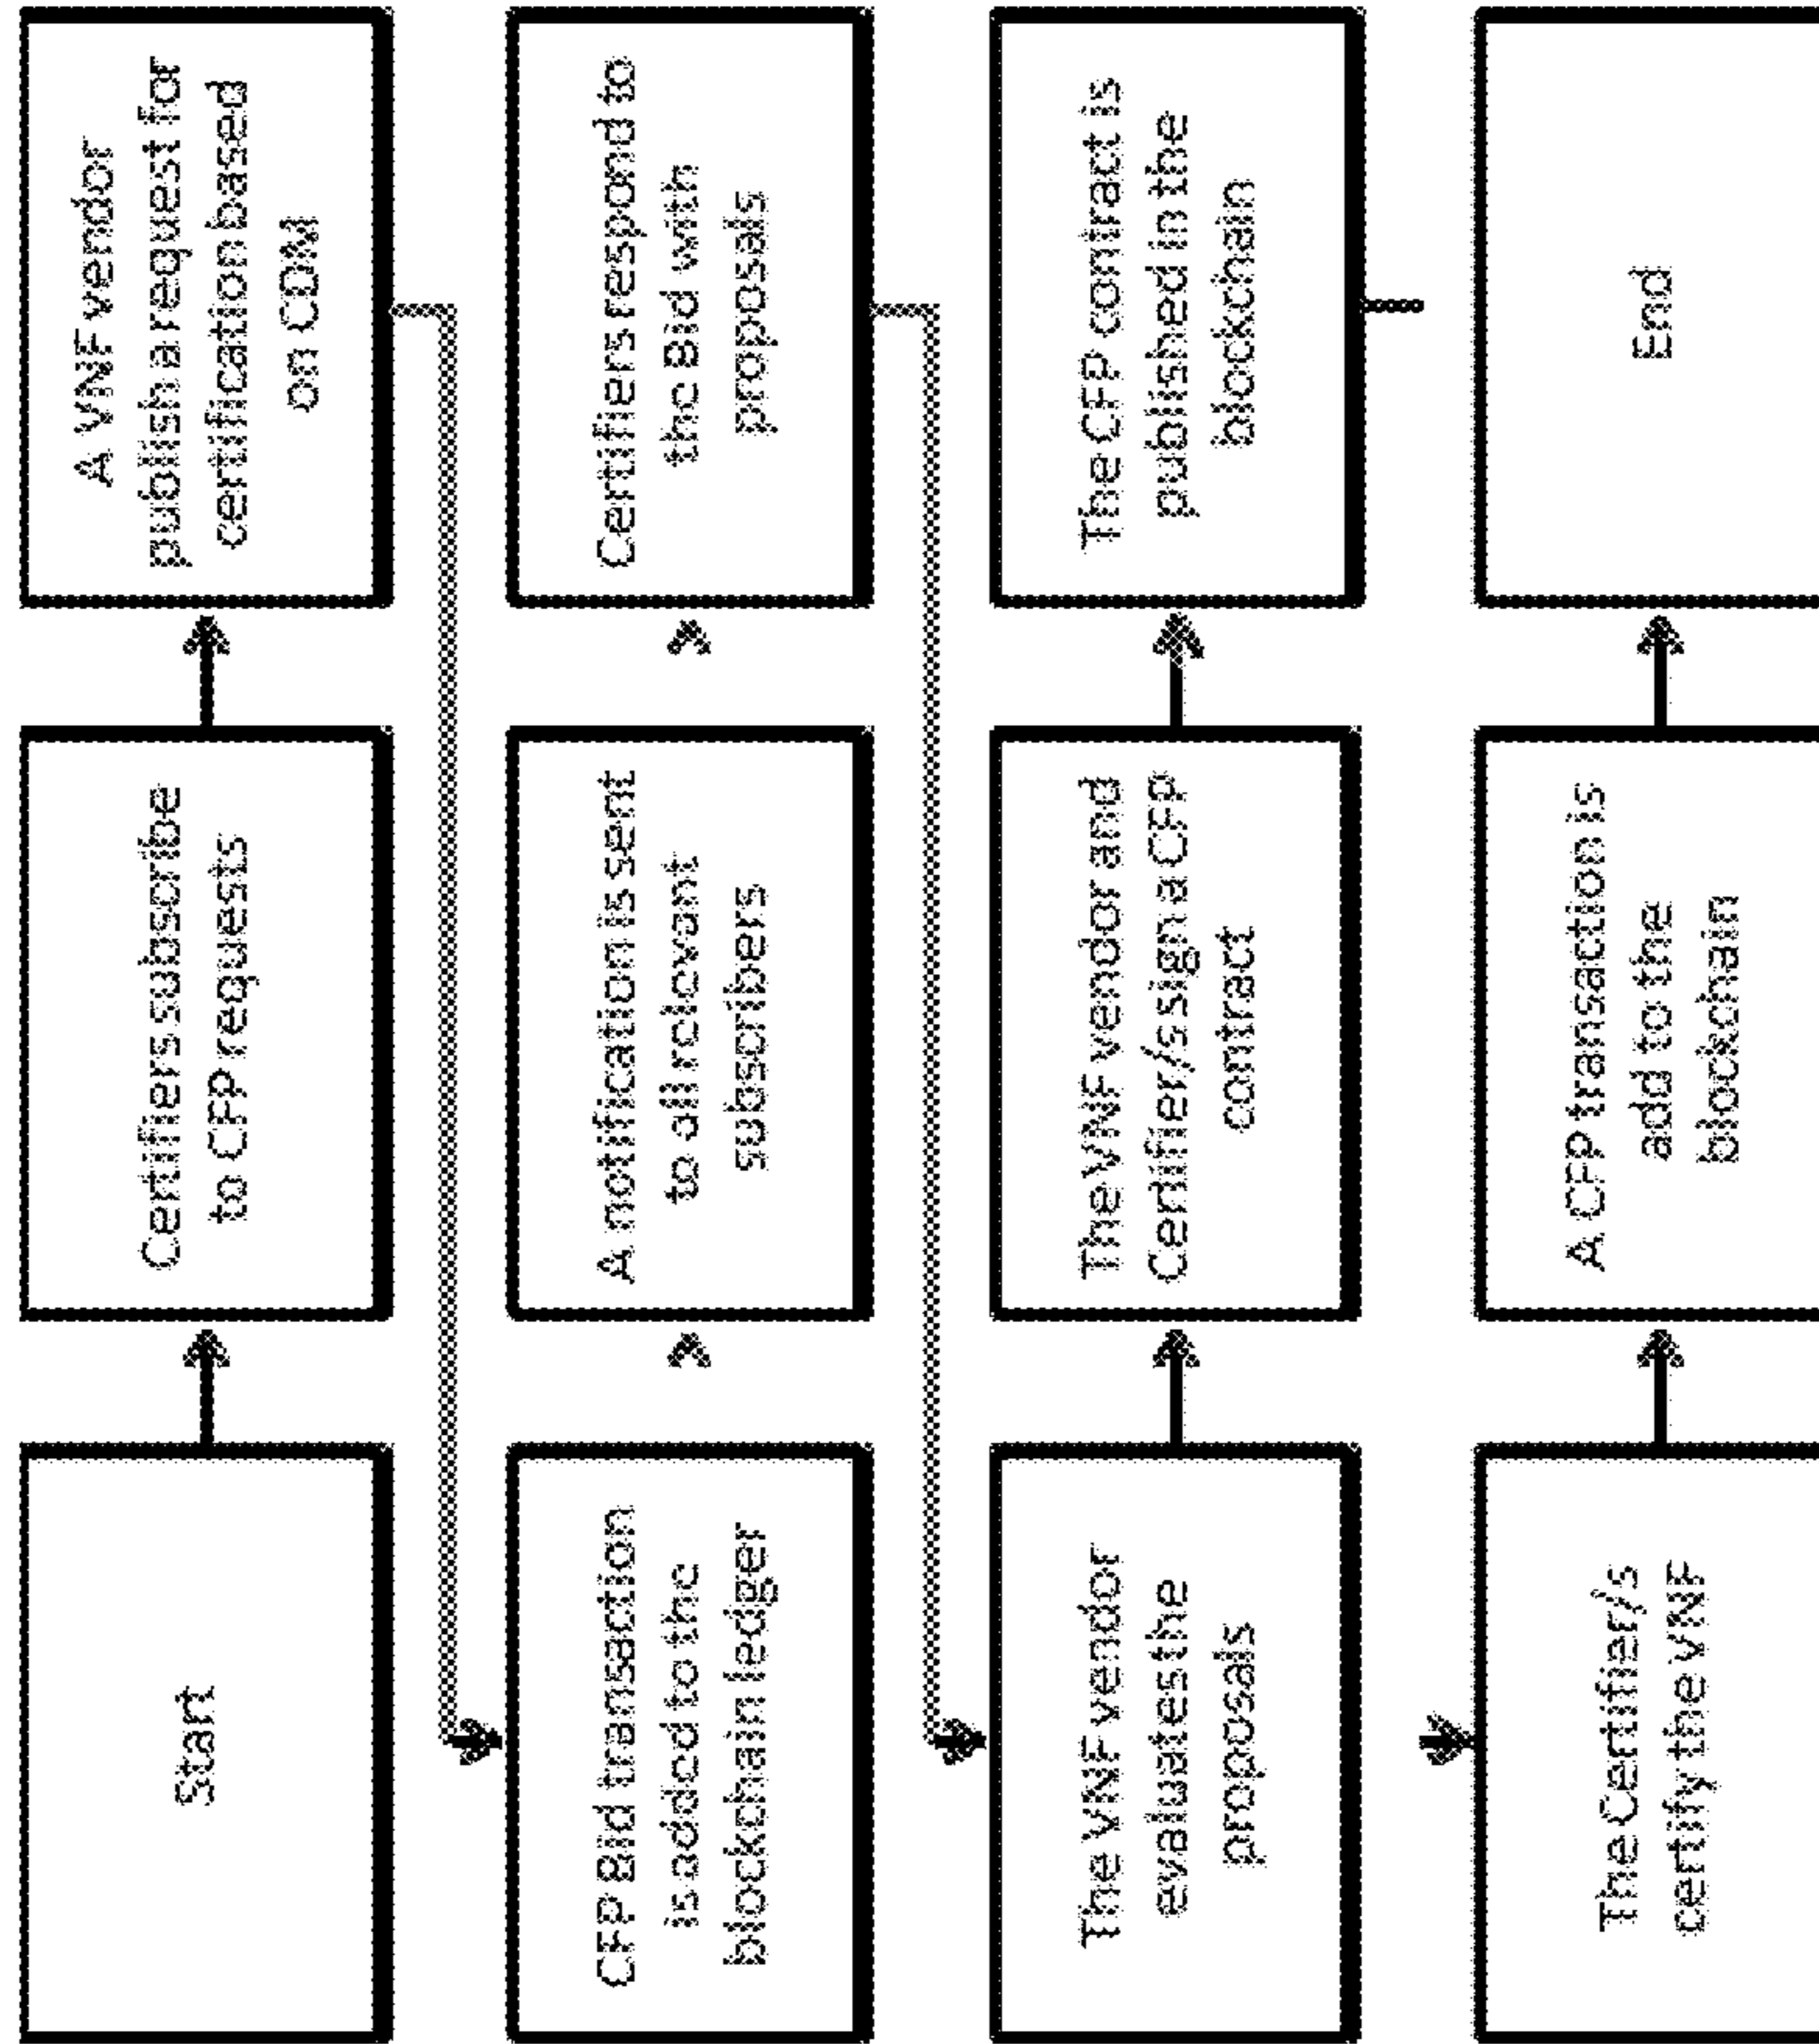 Start
Certifiers subscribe
to CFP requests
A VNF vendor
publish a request for
certification based
on CDM
CFP Bid transaction
is added to the
blockchain ledger
A notification is sent
to all relevant
subscribers
Certifiers respond to
the Bid with
proposals
The VNF vendor
evaluates the
proposals
The VNF vendor and
Certifier/s sign a CFP
contract
The CFP contract is
published in the
blockchain
The Certifier/s
certify the VNF
A CFP transaction is
add to the
blockchain
End